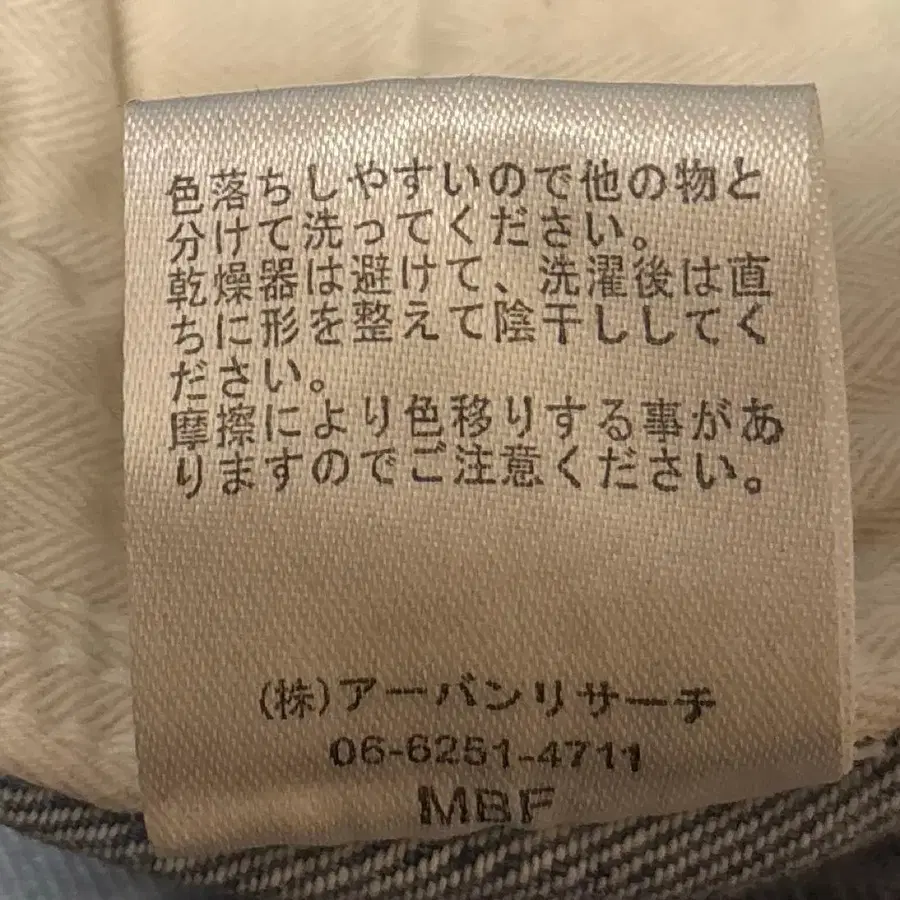 色落ちしやすいので他の物と
分けて洗ってください。
乾燥器は避けて、洗濯後は直
ちに形を整えて陰干ししてく
ださい。
摩擦により色移りする事があ
りますのでご注意ください。
(株)アーバンリサーチ
06-6251-4711
MBF